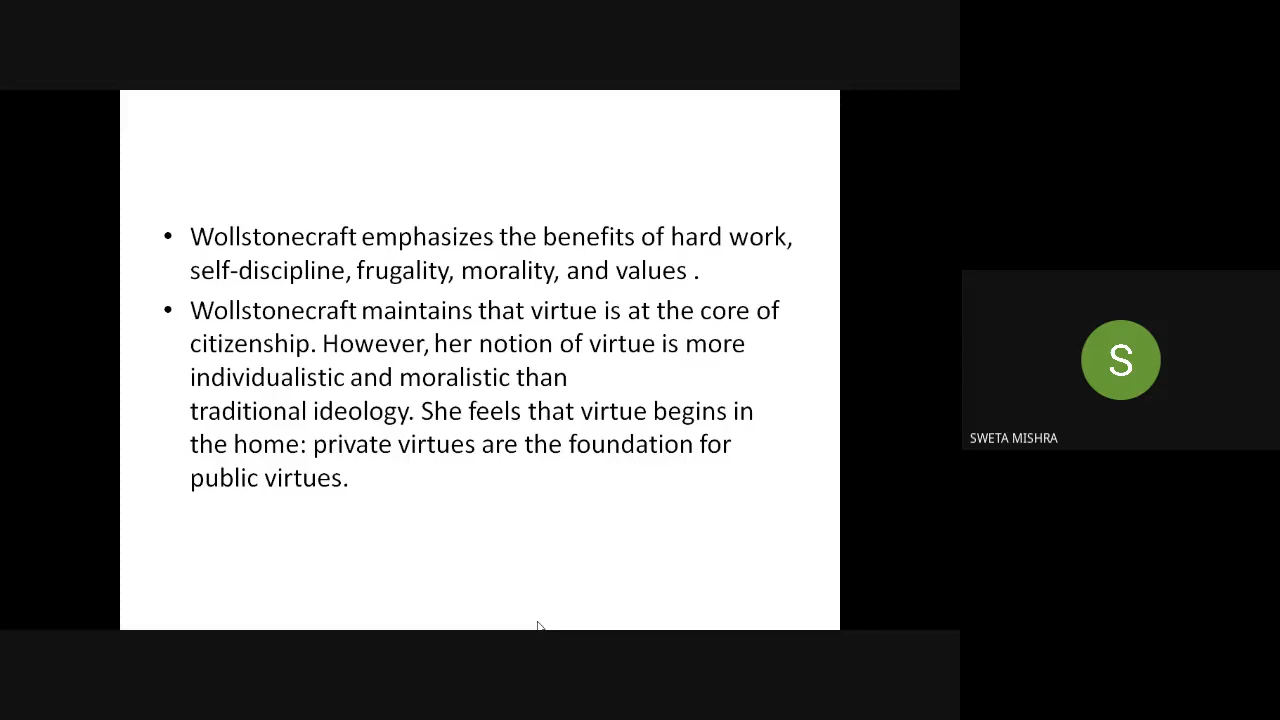 • Wollstonecraft emphasizes the benefits of hard work,
self-discipline, frugality, morality, and values .
• Wollstonecraft maintains that virtue is at the core of
citizenship. However, her notion of virtue is more
individualistic and moralistic than
traditional ideology. She feels that virtue begins in
the home: private virtues are the foundation for
public virtues.
S
SWETA MISHRA